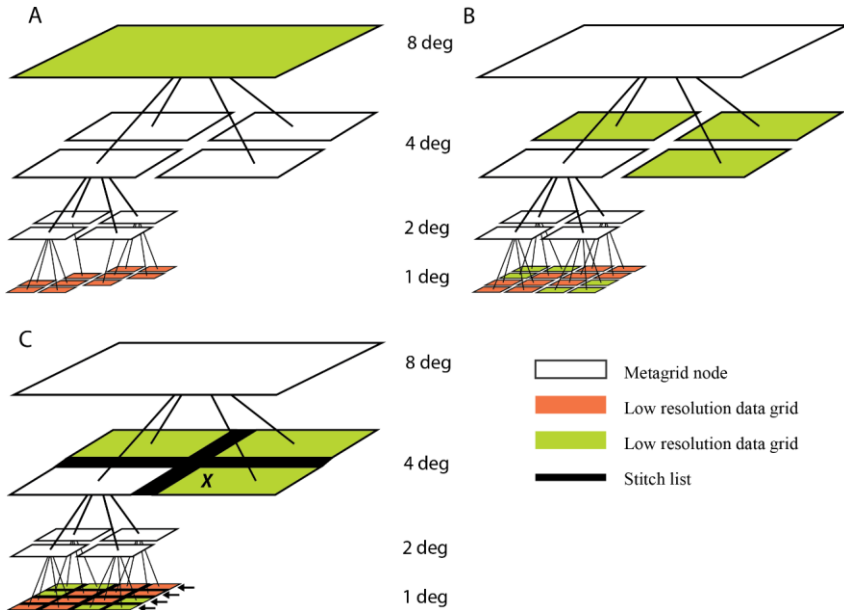 A
8 deg
B
4 deg
2 deg
1 deg
C
8 deg
Metagrid node
Low resolution data grid
Low resolution data grid
4 deg
X
Stitch list
2 deg
1 deg